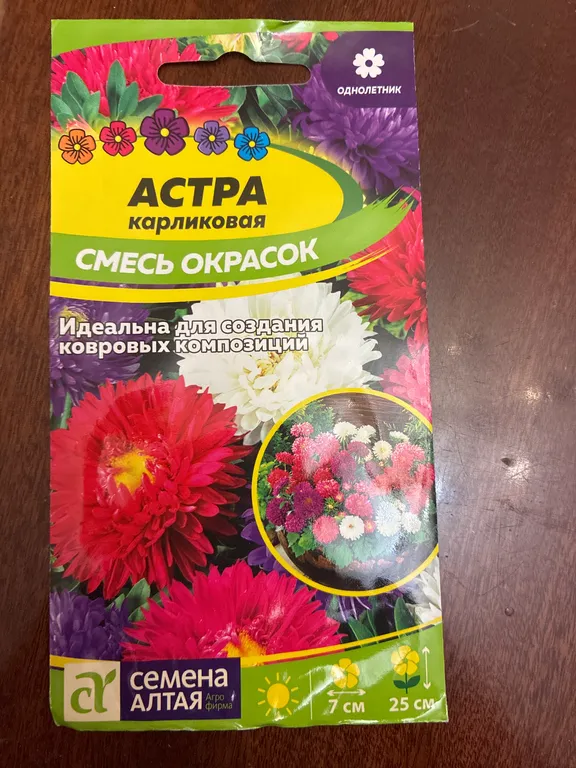 ОДНОЛЕТНИК
АСТРА
карликовая
СМЕСЬ ОКРАСОК
Идеальна для создания
ковровых композиций
СЕМЕНА
АЛТАЯ
Агро
фирма
7 см
25 см